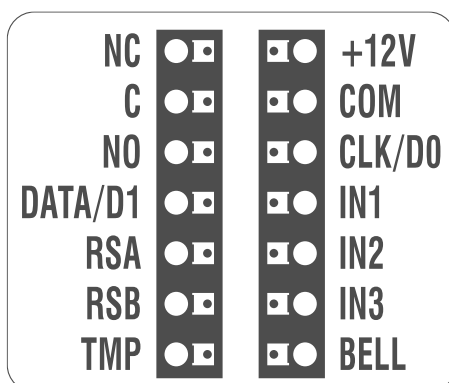 NC +12V
C COM
NO CLK/D0
DATA/D1 IN1
RSA IN2
RSB IN3
TMP BELL